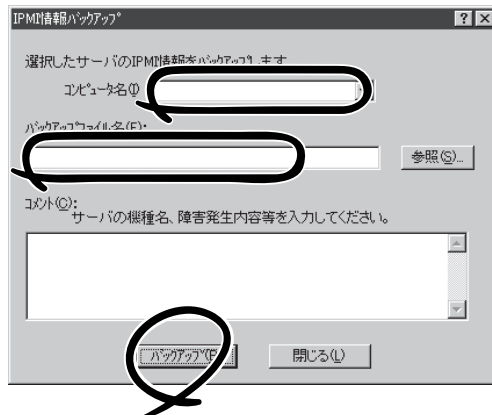 IPMI情報バックアップ
選択したサーバのIPMI情報をバックアップします
コンピュータ名(I)
バックアップファイル名(F):
参照(S)...
コメント(C):
サーバの機種名、障害発生内容等を入力してください。
バックアップ(B)
閉じる(L)